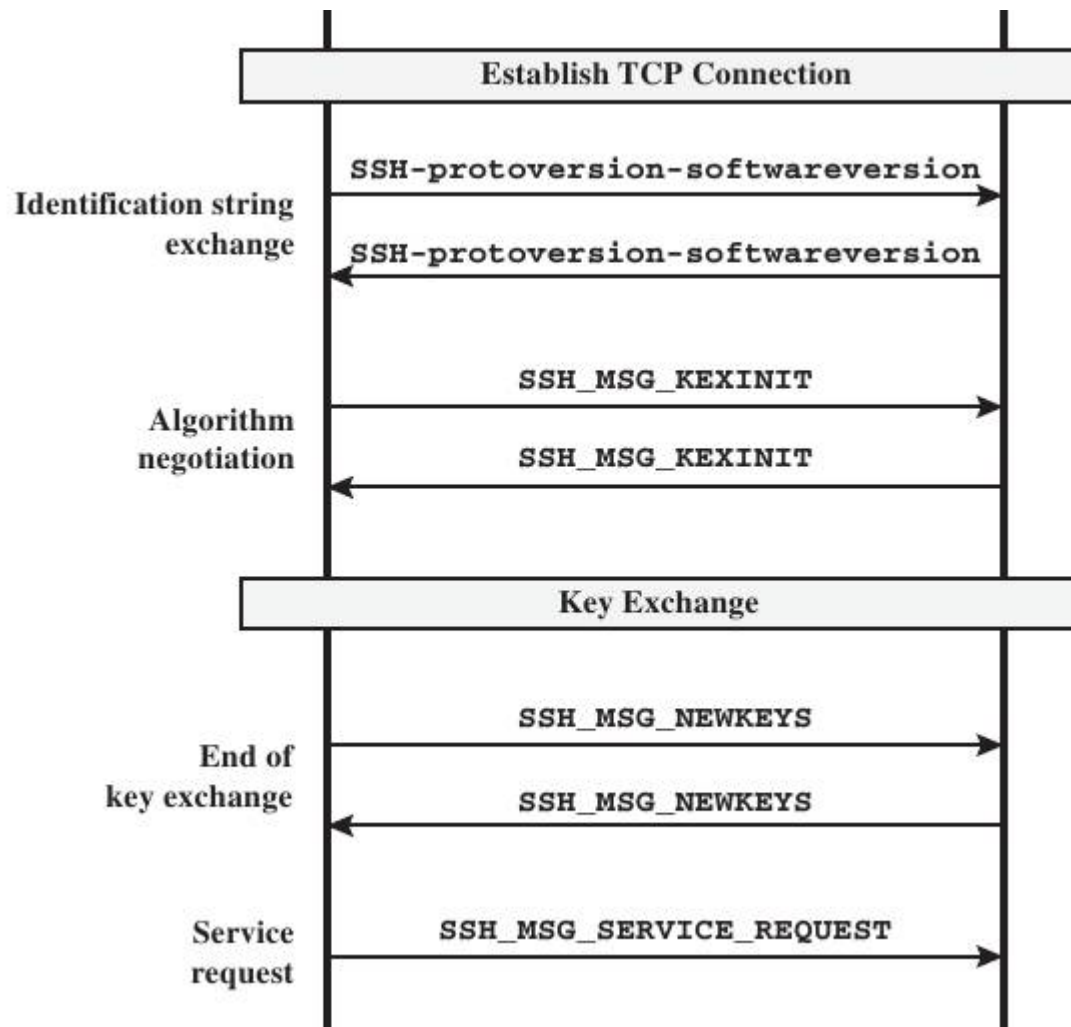 Establish TCP Connection
SSH-protoversion-softwareversion
Identification string
exchange
SSH-protoversion-softwareversion
SSH_MSG_KEXINIT
Algorithm
negotiation
SSH_MSG_KEXINIT
Key Exchange
SSH_MSG_NEWKEYS
End of
key exchange
SSH_MSG_NEWKEYS
Service
request
SSH_MSG_SERVICE_REQUEST